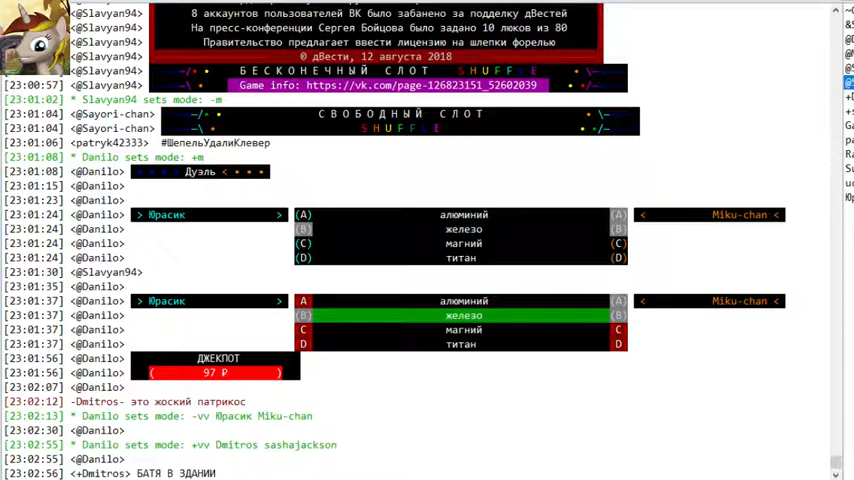 <@Slavyan94>
<@Slavyan94> 8 аккаунтов пользователей ВК было забанено за подделку дВестей
<@Slavyan94> На пресс-конференции Сергея Бойцова было задано 10 люков из 80
<@Slavyan94> Правительство предлагает ввести лицензию на шлепки форелью
<@Slavyan94> 0 дВести, 12 августа 2018
<@Slavyan94> —/• • БЕСКОНЕЧНЫЙ СЛОТ SHUFFLE • •\—
[23:00:57] <@Slavyan94> Game info: https://vk.com/page-126823151_52602039
[23:01:02] * Slavyan94 sets mode: -m
[23:01:04] <@Sayori-chan> —/• • СВОБОДНЫЙ СЛОТ • •\—
[23:01:04] <@Sayori-chan> —\ • SHUFFLE • •/—
[23:01:06] <patryk42333> #ШепельУдалиКлевер
[23:01:08] * Danilo sets mode: +m
[23:01:08] <@Danilo> • • • > Дуэль < • • •
[23:01:15] <@Danilo>
[23:01:23] <@Danilo>
[23:01:24] <@Danilo> > Юрасик > (A) алюминий (A) < Miku-chan <
[23:01:24] <@Danilo> (B) железо (B)
[23:01:24] <@Danilo> (C) магний (C)
[23:01:24] <@Danilo> (D) титан (D)
[23:01:30] <@Slavyan94>
[23:01:35] <@Danilo>
[23:01:37] <@Danilo> > Юрасик > A алюминий (A) < Miku-chan <
[23:01:37] <@Danilo> (B) железо (B)
[23:01:37] <@Danilo> C магний C
[23:01:37] <@Danilo> D титан D
[23:01:56] <@Danilo> ДЖЕКПОТ
[23:01:56] <@Danilo> ( 97 ₽ )
[23:02:07] <@Danilo>
[23:02:12] -Dmitros- это жоский патрикос
[23:02:13] * Danilo sets mode: -vv Юрасик Miku-chan
[23:02:30] <@Danilo>
[23:02:55] * Danilo sets mode: +vv Dmitros sashajackson
[23:02:55] <@Danilo>
[23:02:56] <+Dmitros> БАТЯ В ЗДАНИИ